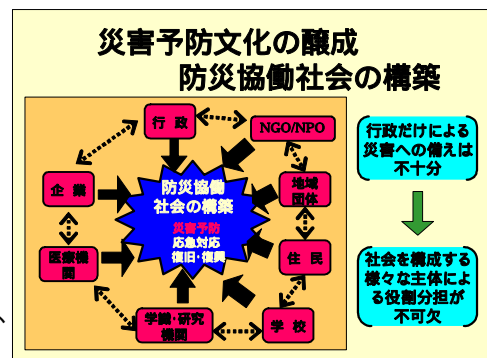 災害予防文化の醸成
防災協働社会の構築
行 政
NGO/NPO
企 業
地域
団体
医療機
関
住 民
学識・研究
機関
学 校
防災協働
社会の構築
災害予防
応急対応
復旧・復興
行政だけによる
災害への備えは
不十分
社会を構成する
様々な主体によ
る役割分担が
不可欠